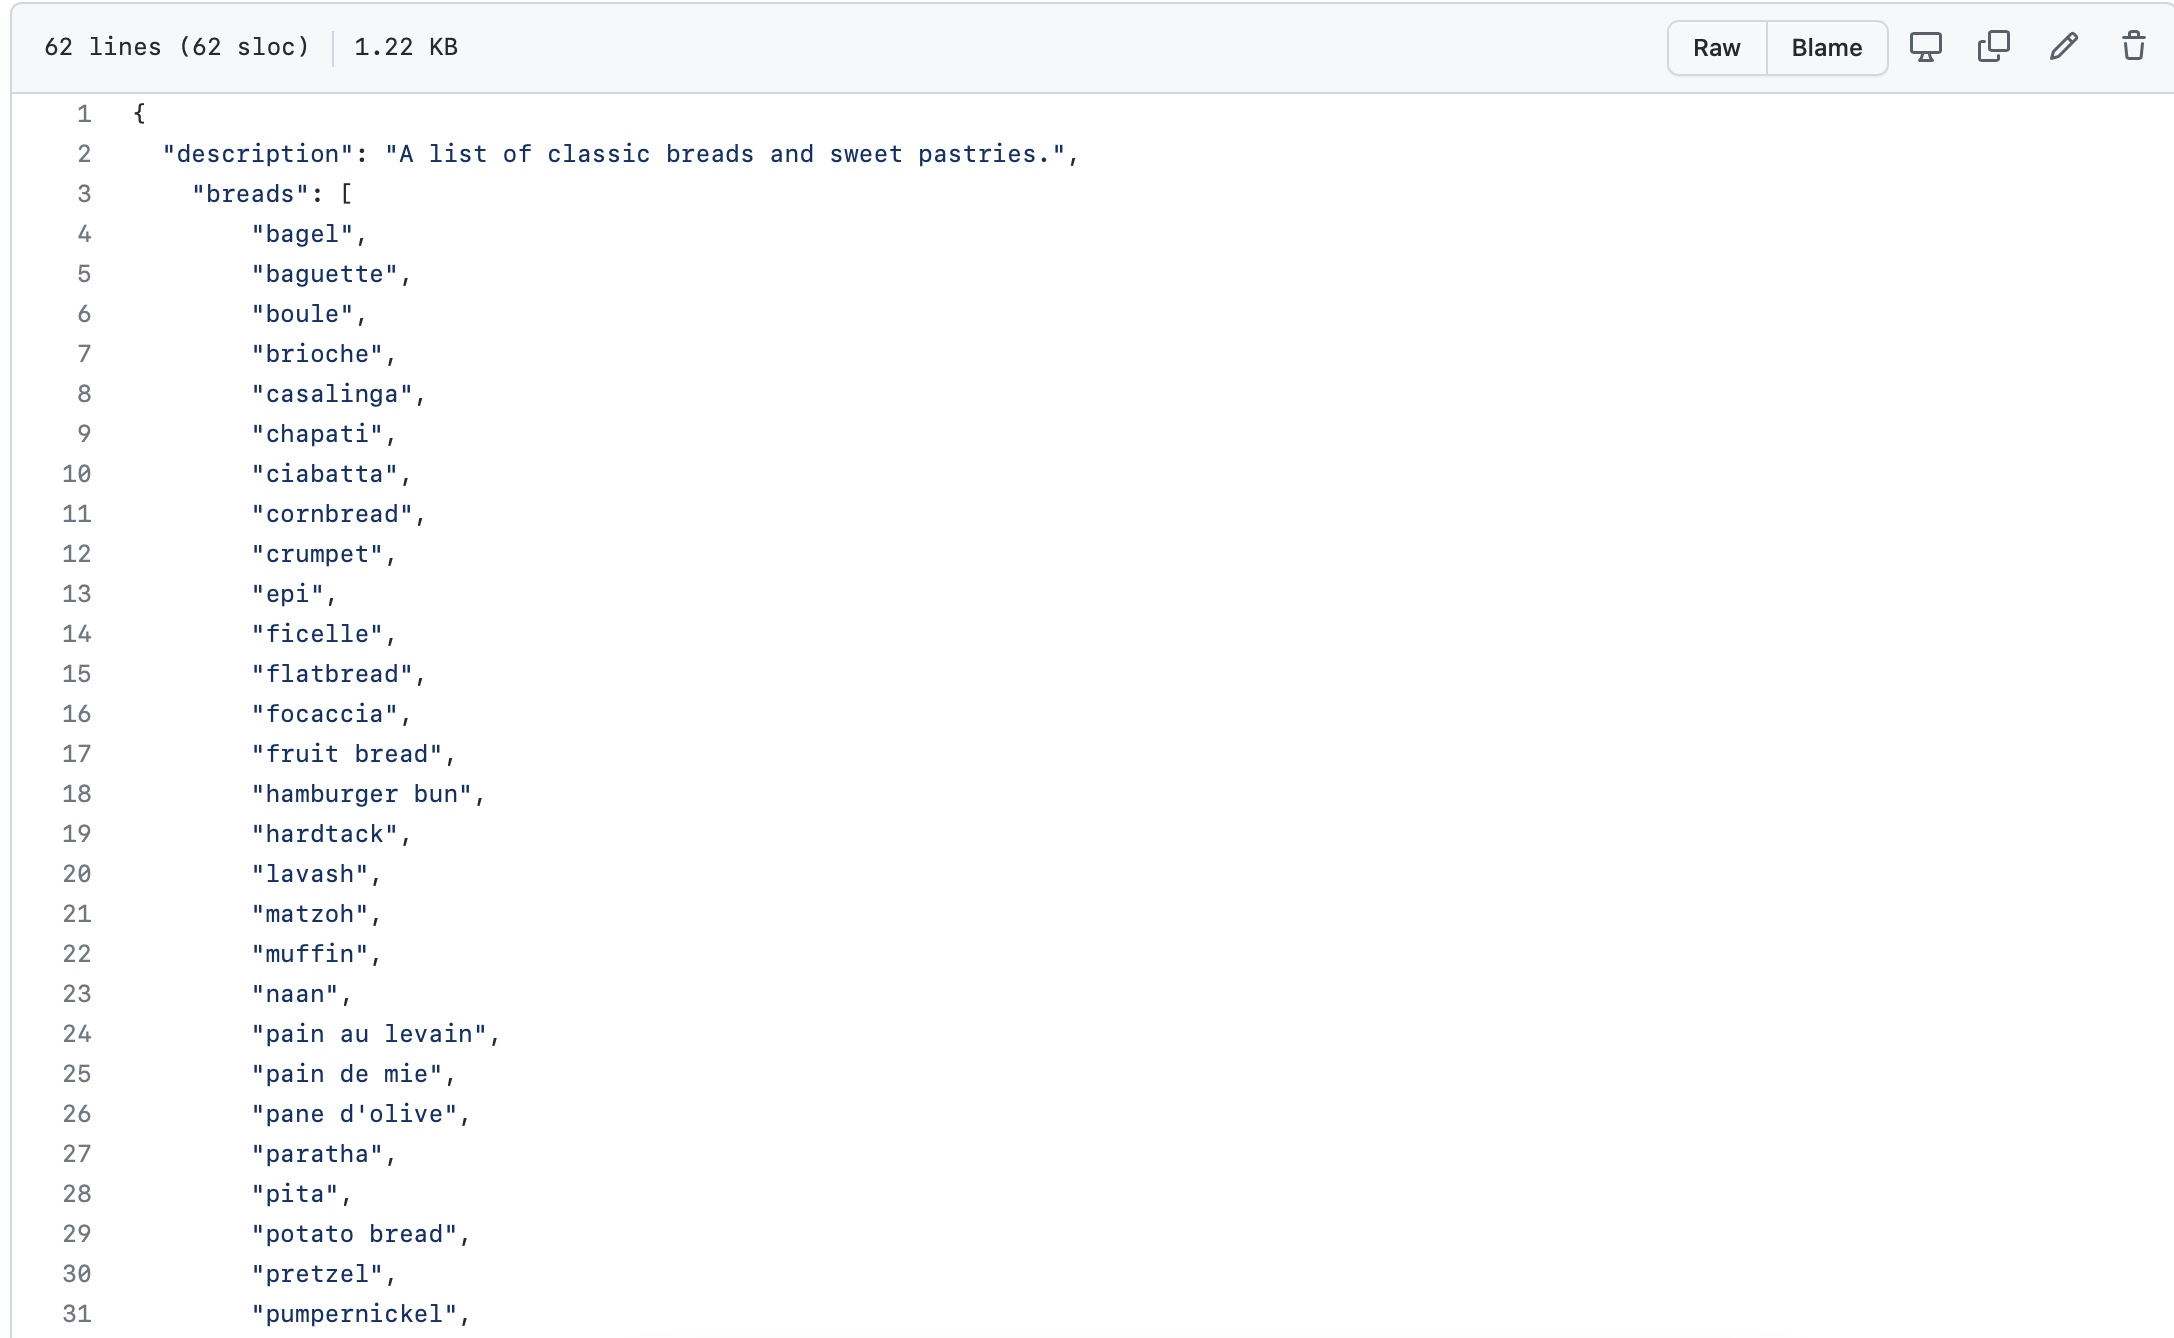 62 lines (62 sloc) 1.22 KB Raw Blame
1 {
2 "description": "A list of classic breads and sweet pastries.",
3 "breads": [
4 "bagel",
5 "baguette",
6 "boule",
7 "brioche",
8 "casalinga",
9 "chapati",
10 "ciabatta",
11 "cornbread",
12 "crumpet",
13 "epi",
14 "ficelle",
15 "flatbread",
16 "focaccia",
17 "fruit bread",
18 "hamburger bun",
19 "hardtack",
20 "lavash",
21 "matzoh",
22 "muffin",
23 "naan",
24 "pain au levain",
25 "pain de mie",
26 "pane d'olive",
27 "paratha",
28 "pita",
29 "potato bread",
30 "pretzel",
31 "pumpernickel",